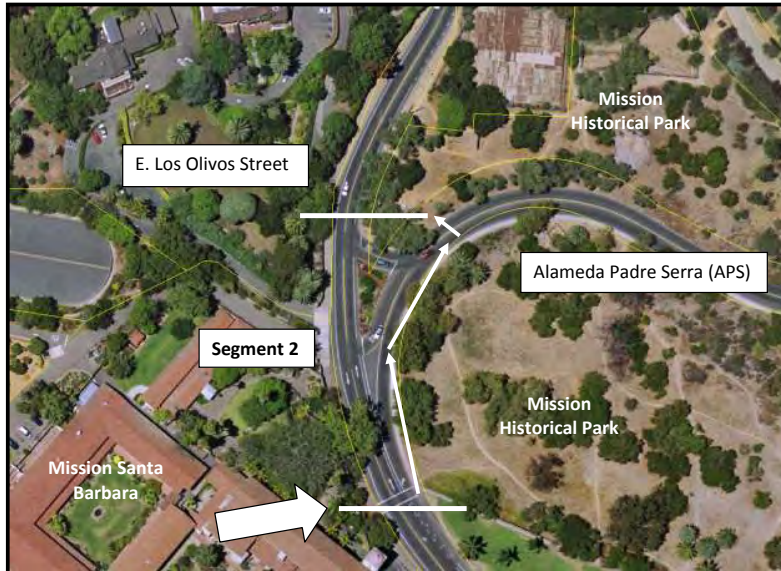 Mission
Historical Park
E. Los Olivos Street
Alameda Padre Serra (APS)
Segment 2
Mission
Historical Park
Mission Santa
Barbara